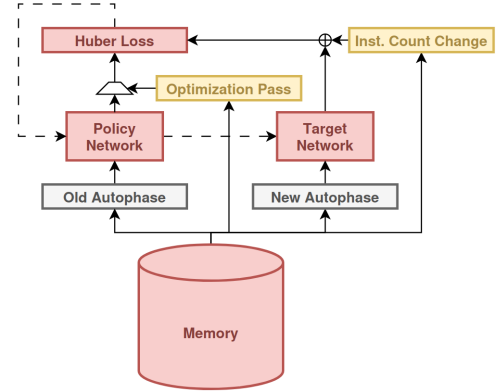 Huber Loss
Inst. Count Change
Optimization Pass
Policy
Network
Target
Network
Old Autophase
New Autophase
Memory